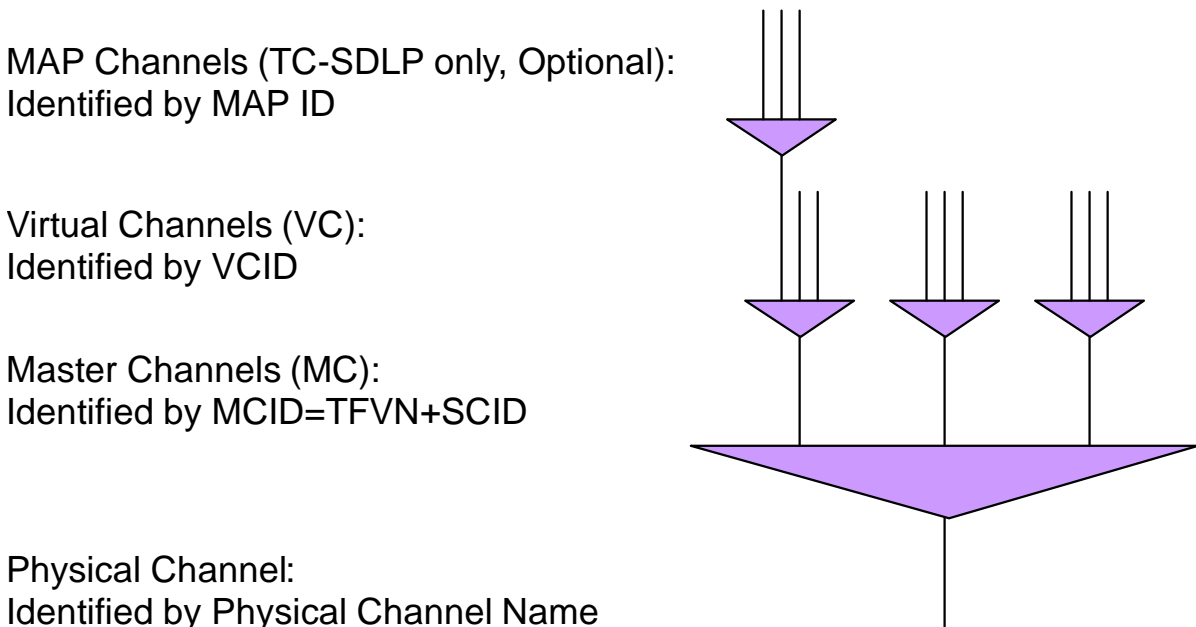 MAP Channels (TC-SDLP only, Optional):
Identified by MAP ID
Virtual Channels (VC):
Identified by VCID
Master Channels (MC):
Identified by MCID=TFVN+SCID
Physical Channel:
Identified by Physical Channel Name